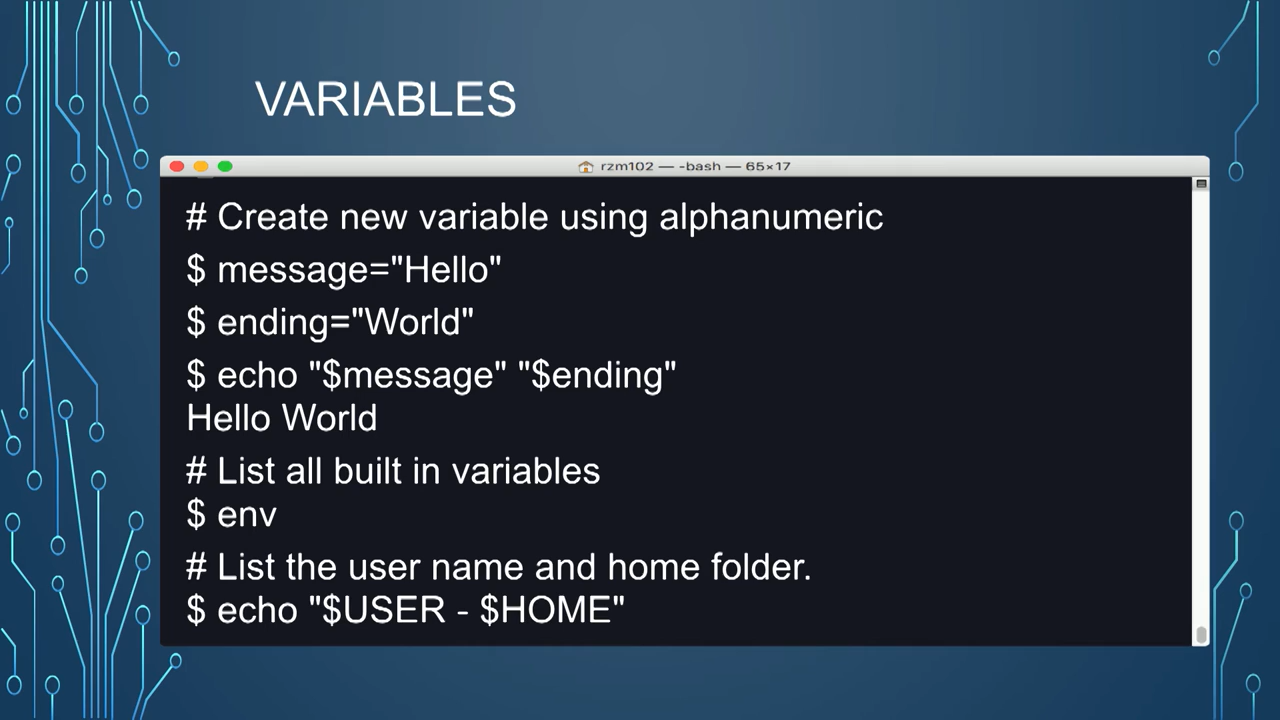 VARIABLES
rzm102 — -bash — 65×17
# Create new variable using alphanumeric
$ message="Hello"
$ ending="World"
$ echo "$message" "$ending"
Hello World
# List all built in variables
$ env
# List the user name and home folder.
$ echo "$USER - $HOME"